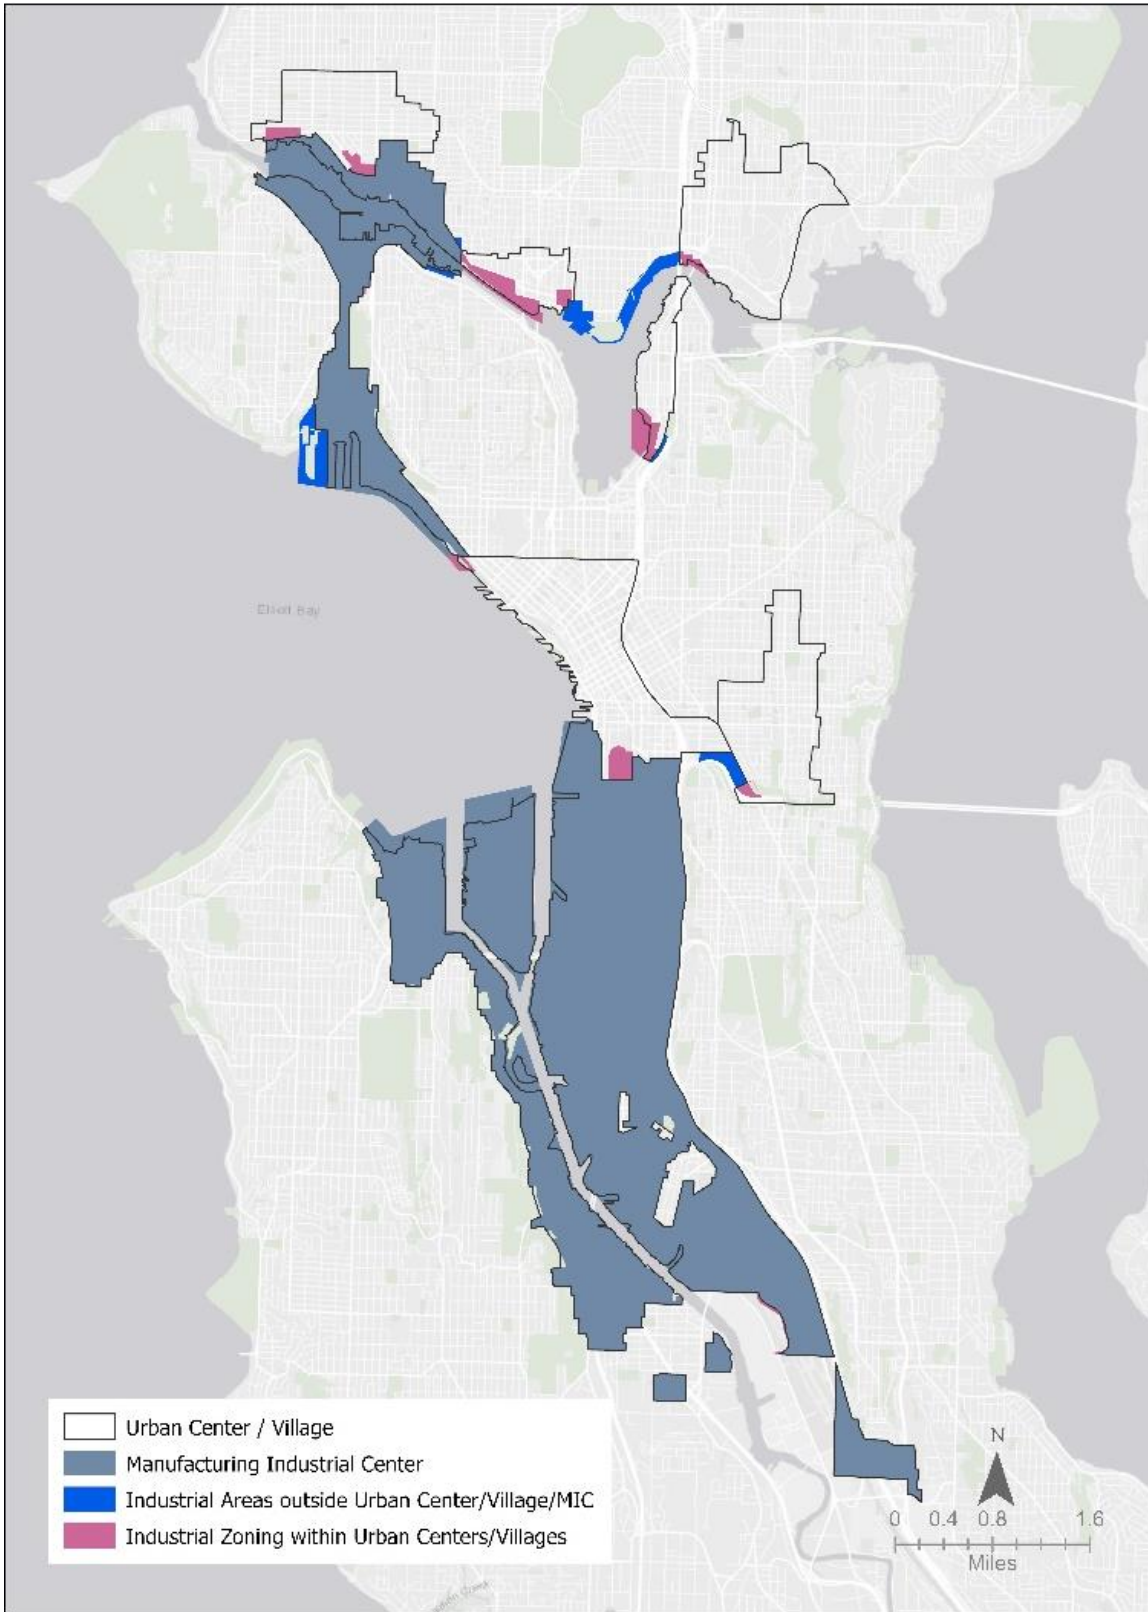 Elliott Bay
Urban Center / Village
Manufacturing Industrial Center
Industrial Areas outside Urban Center/Village/MIC
Industrial Zoning within Urban Centers/Villages
N
0 0.4 0.8 1.6
Miles